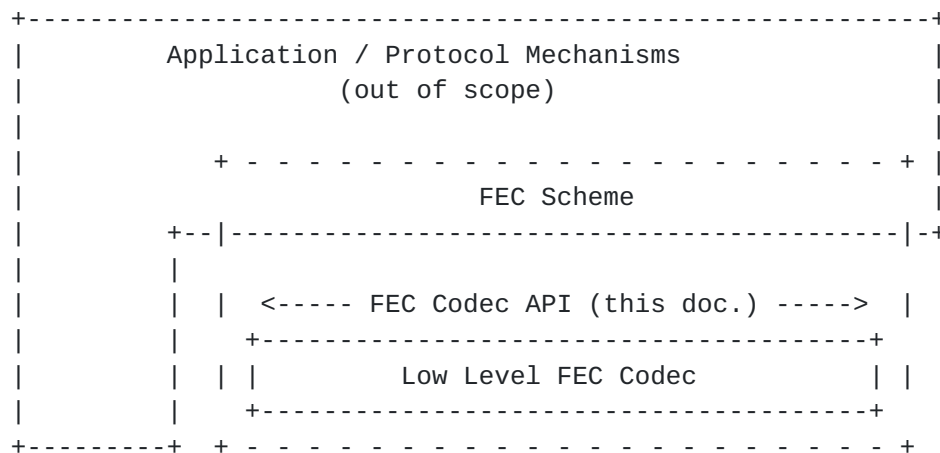 Application / Protocol Mechanisms
(out of scope)
FEC Scheme
<----- FEC Codec API (this doc.) ----->
Low Level FEC Codec